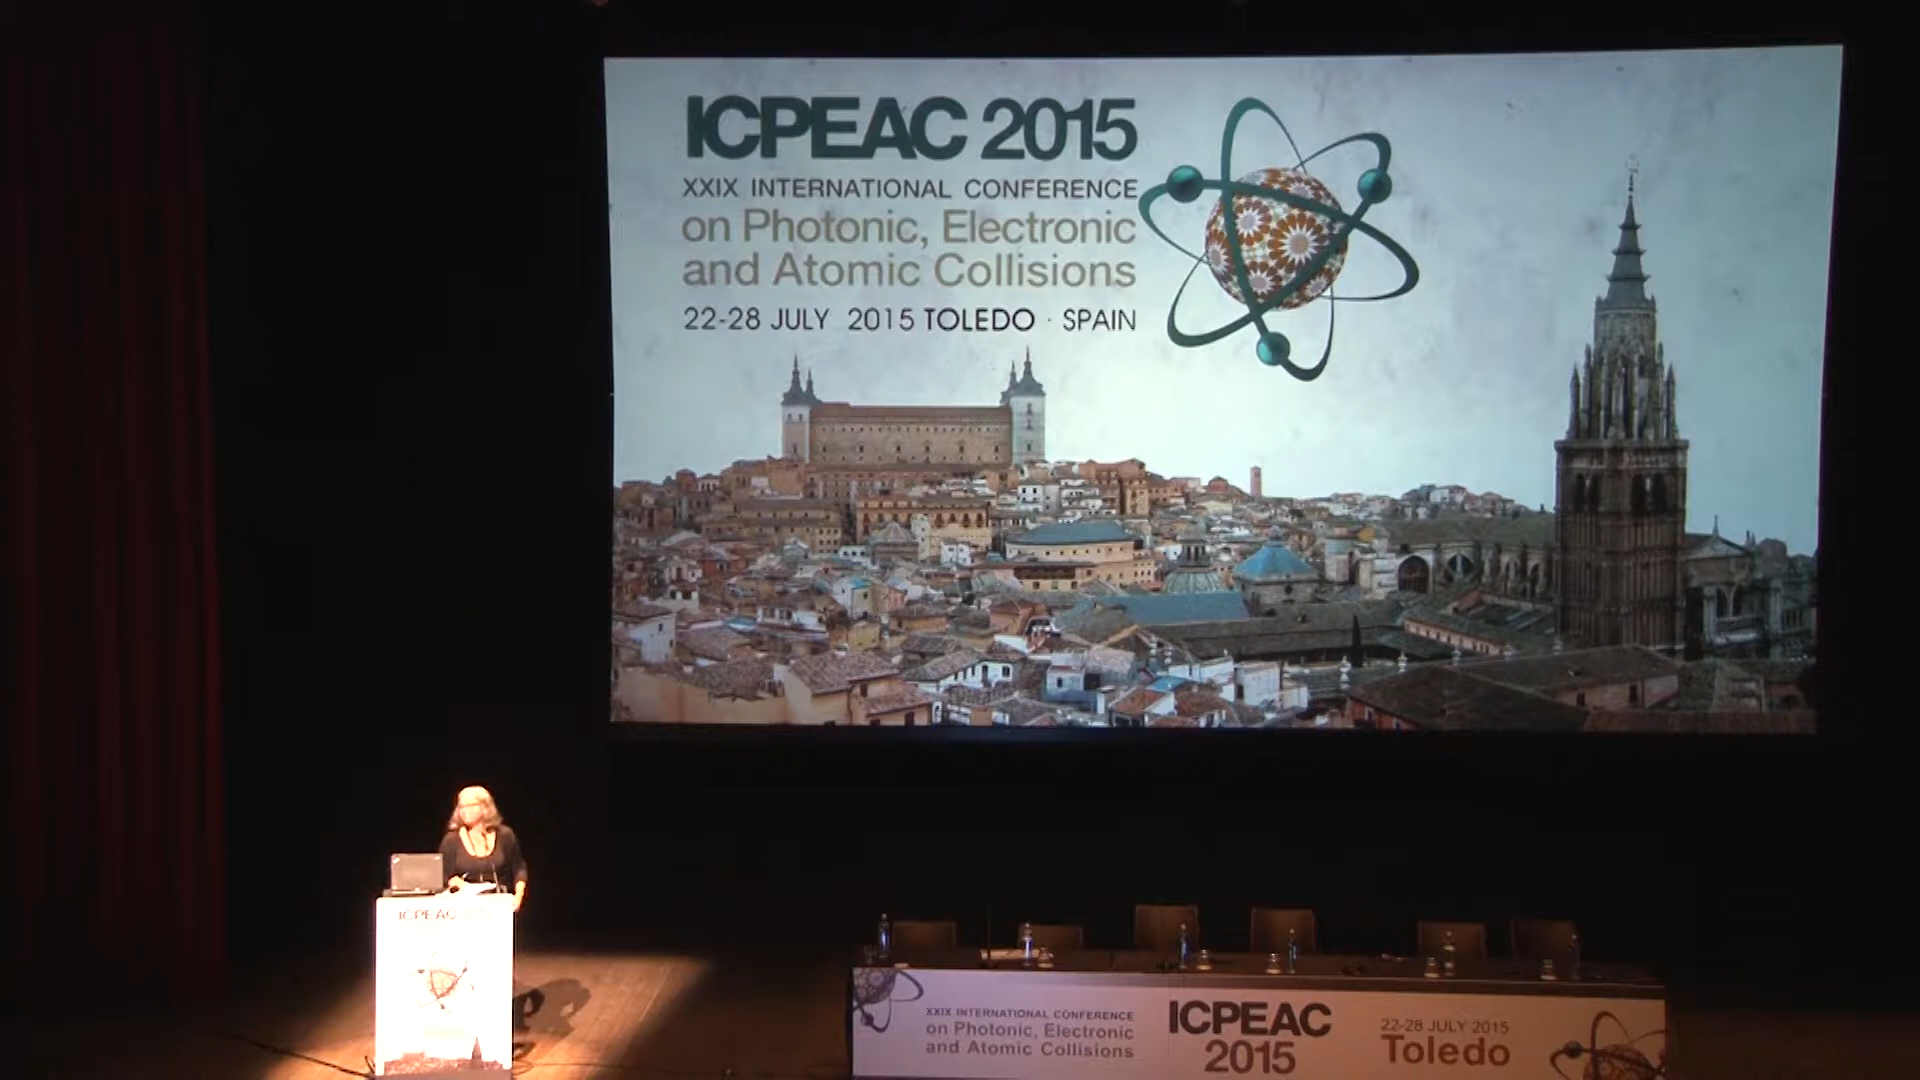 ICPEAC 2015
XXIX INTERNATIONAL CONFERENCE
on Photonic, Electronic
and Atomic Collisions
22-28 JULY 2015 TOLEDO · SPAIN
ICPEAC
XXIX INTERNATIONAL CONFERENCE
on Photonic, Electronic
and Atomic Collisions
ICPEAC
2015
22-28 JULY 2015
Toledo